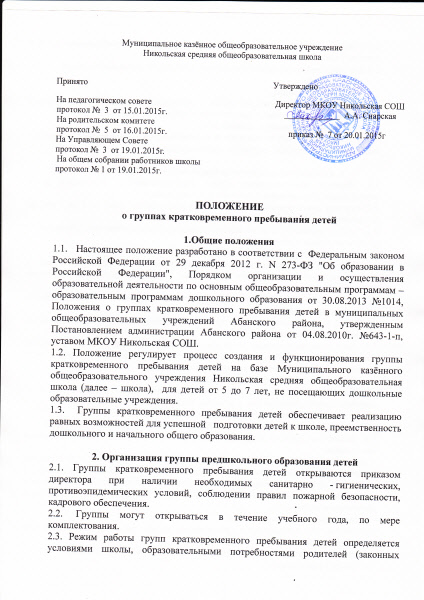 Муниципальное казённое общеобразовательное учреждение
Никольская средняя общеобразовательная школа
Принято
На педагогическом совете
протокол № 3 от 15.01.2015г.
На родительском комитете
протокол № 5 от 16.01.2015г.
На Управляющем Совете
протокол № 3 от 19.01.2015г.
На общем собрании работников школы
протокол № 1 от 19.01.2015г.
Утверждено
Директор МКОУ Никольская СОШ
А.А. Снарская
приказ № 7 от 20.01.2015г
ПОЛОЖЕНИЕ
о группах кратковременного пребывания детей
1.Общие положения
1.1. Настоящее положение разработано в соответствии с Федеральным законом
Российской Федерации от 29 декабря 2012 г. N 273-ФЗ "Об образовании в
Российской Федерации", Порядком организации и осуществления
образовательной деятельности по основным общеобразовательным программам –
образовательным программам дошкольного образования от 30.08.2013 №1014,
Положения о группах кратковременного пребывания детей в муниципальных
общеобразовательных учреждений Абанского района, утвержденным
Постановлением администрации Абанского района от 04.08.2010г. №643-1-п,
уставом МКОУ Никольская СОШ.
1.2. Положение регулирует процесс создания и функционирования группы
кратковременного пребывания детей на базе Муниципального казённого
общеобразовательного учреждения Никольская средняя общеобразовательная
школа (далее – школа), для детей от 5 до 7 лет, не посещающих дошкольные
образовательные учреждения.
1.3. Группы кратковременного пребывания детей обеспечивает реализацию
равных возможностей для успешной подготовки детей к школе, преемственность
дошкольного и начального общего образования.
2. Организация группы предшкольного образования детей
2.1. Группы кратковременного пребывания детей открываются приказом
директора при наличии необходимых санитарно - гигиенических,
противоэпидемических условий, соблюдении правил пожарной безопасности,
кадрового обеспечения.
2.2. Группы могут открываться в течение учебного года, по мере
комплектования.
2.3. Режим работы групп кратковременного пребывания детей определяется
условиями школы, образовательными потребностями родителей (законных